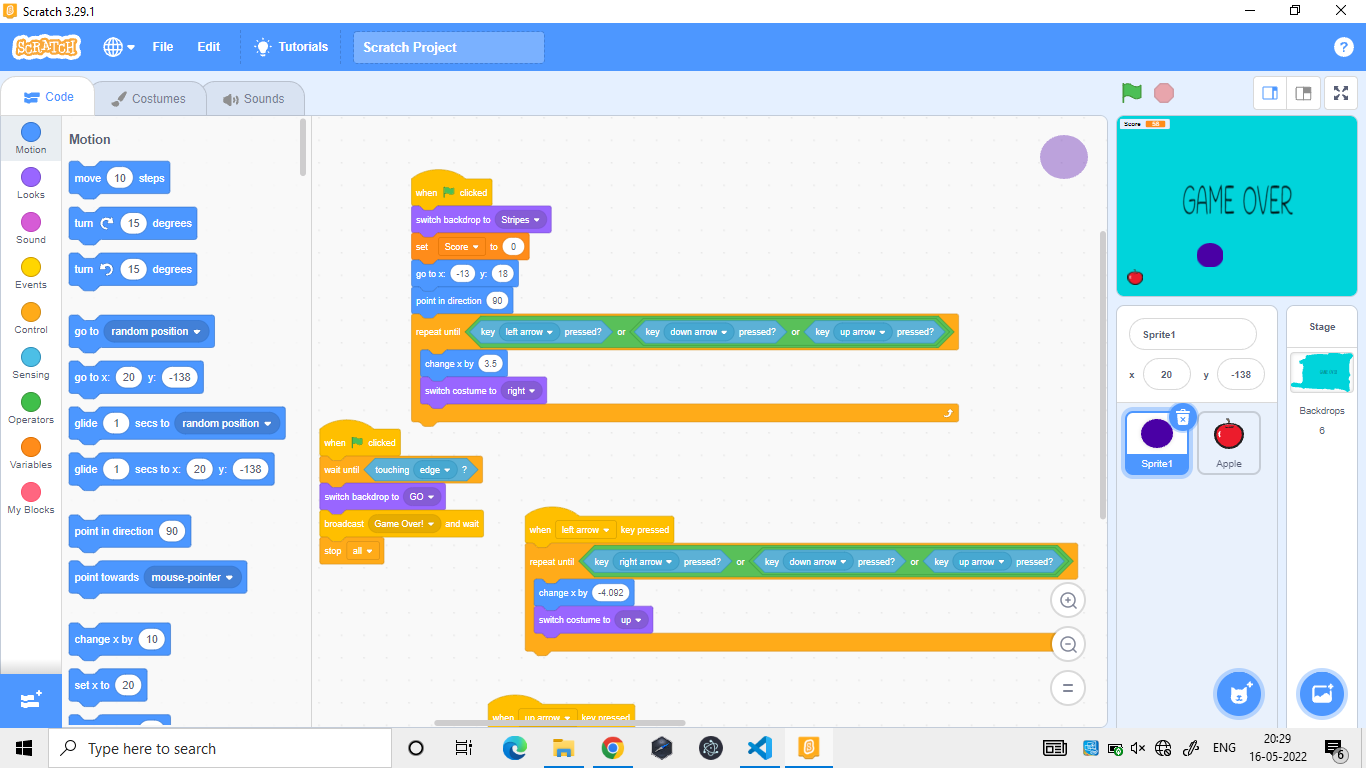 Scratch 3.29.1
SCRATCH File Edit Tutorials Scratch Project ?
Code Costumes Sounds
Motion
Looks
Sound
Events
Control
Sensing
Operators
Variables
My Blocks
Motion
move 10 steps
turn 15 degrees
turn 15 degrees
go to random position
go to x: 20 y: -138
glide 1 secs to random position
glide 1 secs to x: 20 y: -138
point in direction 90
point towards mouse-pointer
change x by 10
set x to 20
when clicked
switch backdrop to Stripes
set Score to 0
go to x: -13 y: 18
point in direction 90
repeat until key left arrow pressed? or key down arrow pressed? or key up arrow pressed?
change x by 3.5
switch costume to right
when clicked
wait until touching edge ?
switch backdrop to GO
broadcast Game Over! and wait
stop all
when left arrow key pressed
repeat until key right arrow pressed? or key down arrow pressed? or key up arrow pressed?
change x by -4.092
switch costume to up
when up arrow key pressed
Score
GAME OVER
Sprite1
x 20 y -138
Sprite1
Apple
Stage
Backdrops
6
Type here to search
ENG
20:29
16-05-2022
6